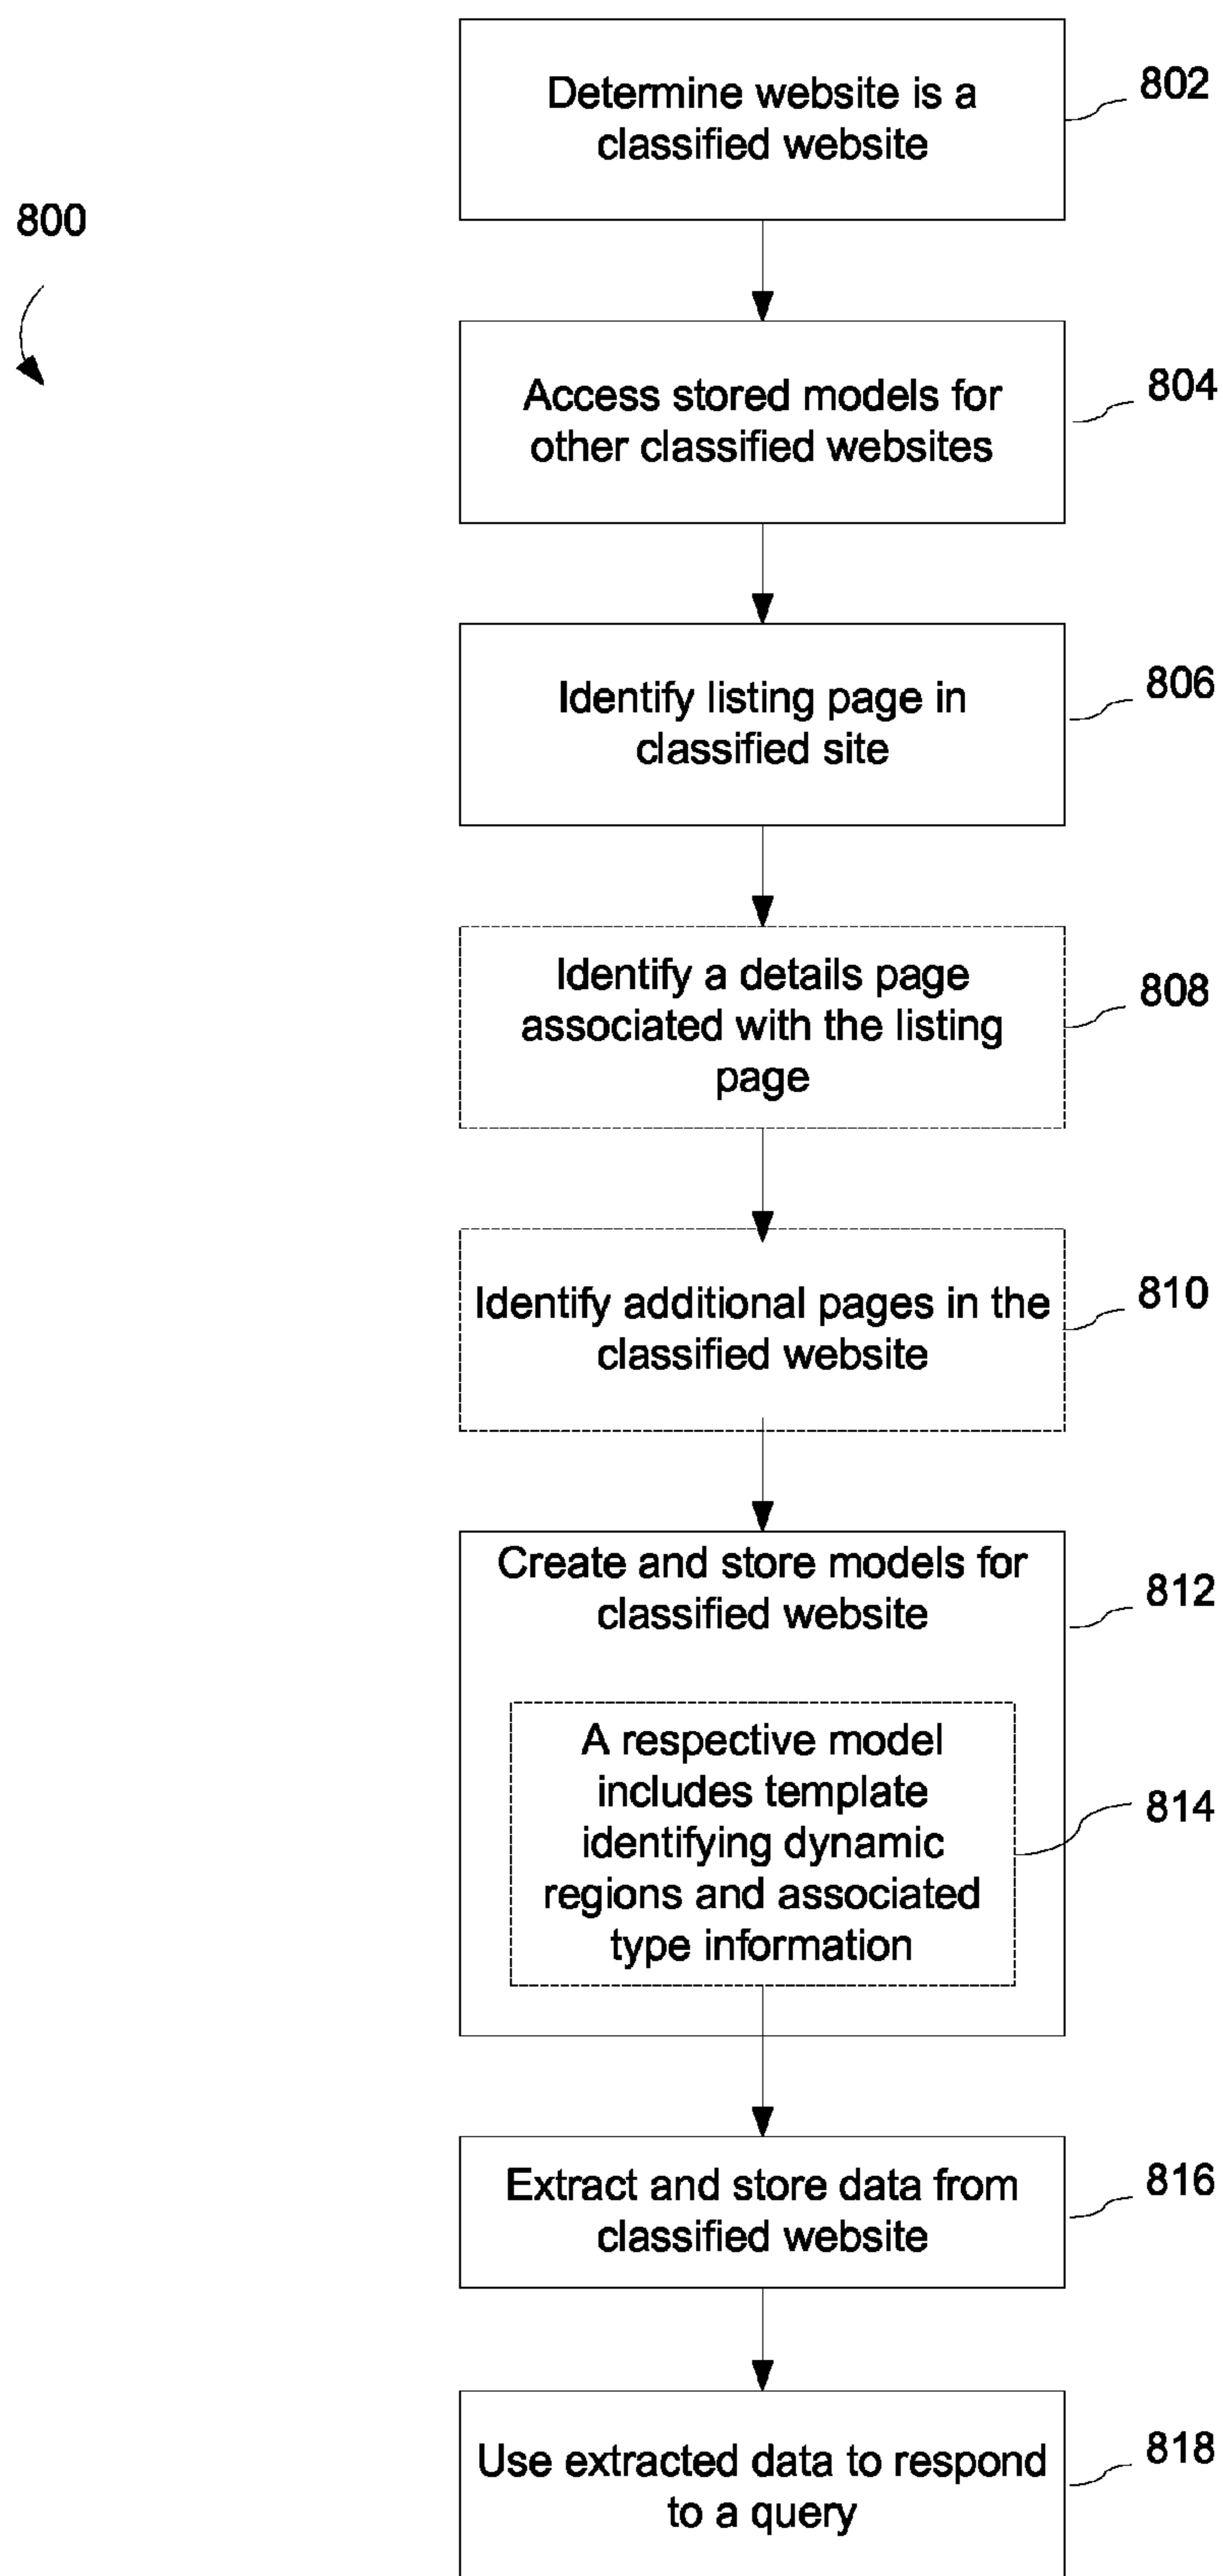 Determine website is a
classified website
802
800
Access stored models for
other classified websites
804
Identify listing page in
classified site
806
Identify a details page
associated with the listing
page
808
Identify additional pages in the
classified website
810
Create and store models for
classified website
812
A respective model
includes template
identifying dynamic
regions and associated
type information
814
Extract and store data from
classified website
816
Use extracted data to respond
to a query
818